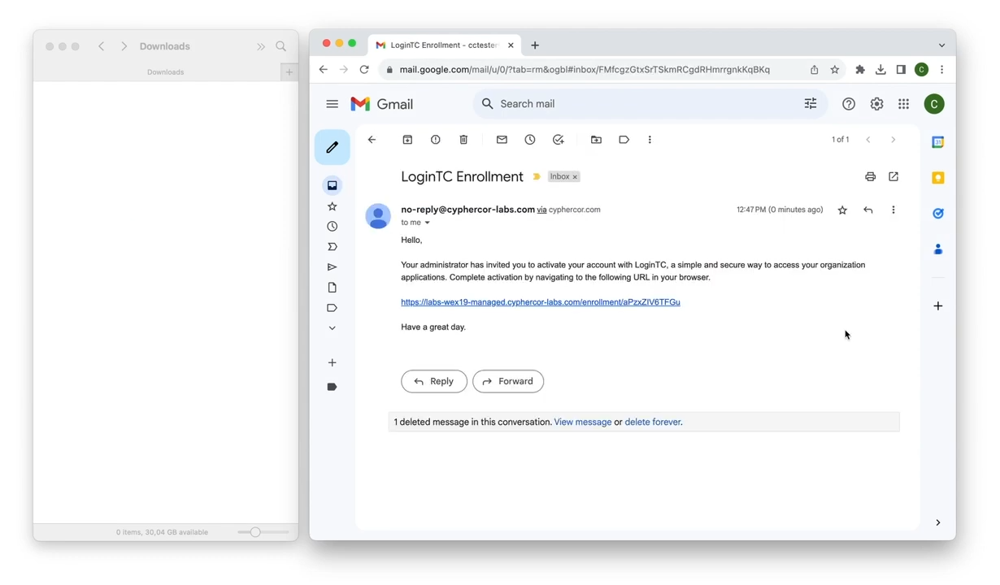 Downloads
Downloads
0 items, 30,04 GB available
LoginTC Enrollment - cctester
mail.google.com/mail/u/0/?tab=rm&ogbl#inbox/FMfcgzGtxSrTSkmRCgdRHmrrgnkKqBKq
C
Gmail
Search mail
C
1 of 1
31
LoginTC Enrollment
Inbox ×
no-reply@cyphercor-labs.com via cyphercor.com
12:47 PM (0 minutes ago)
to me
Hello,
Your administrator has invited you to activate your account with LoginTC, a simple and secure way to access your organization
applications. Complete activation by navigating to the following URL in your browser.
https://labs-wex19-managed.cyphercor-labs.com/enrollment/aPzxZIV6TFGu
Have a great day.
Reply
Forward
1 deleted message in this conversation. View message or delete forever.